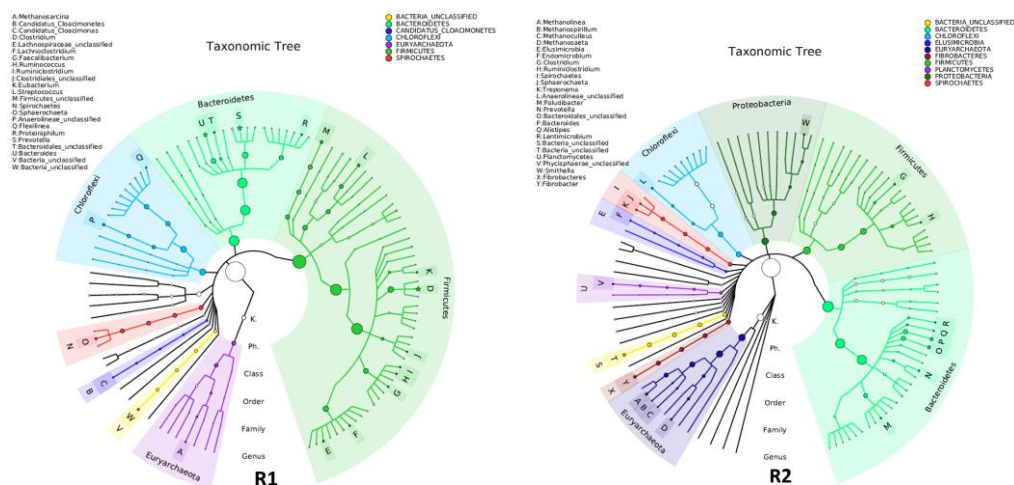 ·A:Methanosarcina
·B:Candidatus_Cloacimonetes
·C:Candidatus_Cloacimonas
·D:Clostridium
·E:Lachnospiraceae_unclassified
·F:Lachnoclostridium
·G:Faecalibacterium
·H:Ruminococcus
·I:Ruminiclostridium
·J:Clostridiales_unclassified
·K:Eubacterium
·L:Streptococcus
·M:Firmicutes_unclassified
·N:Spirochaetes
·O:Sphaerochaeta
·P:Anaerolineae_unclassified
·Q:Flexilinea
·R:Proteiniphilum
·S:Prevotella
·T:Bacteroidales_unclassified
·U:Bacteroides
·V:Bacteria_unclassified
·W:Bacteria_unclassified
BACTERIA_UNCLASSIFIED
BACTEROIDETES
CANDIDATUS_CLOACIMONETES
CHLOROFLEXI
EURYARCHAEOTA
FIRMICUTES
SPIROCHAETES
Taxonomic Tree
Bacteroidetes
U T S R
M
L
Chloroflexi
Q
P
Firmicutes
K
D
J
I
H
G
F
E
N O
B C
V W
Euryarchaeota
A
K.
Ph.
Class
Order
Family
Genus
R1
·A:Methanolinea
·B:Methanospirillum
·C:Methanoculleus
·D:Methanosaeta
·E:Elusimicrobia
·F:Endomicrobium
·G:Clostridium
·H:Ruminiclostridium
·I:Spirochaetes
·J:Sphaerochaeta
·K:Treponema
·L:Anaerolineae_unclassified
·M:Paludibacter
·N:Prevotella
·O:Bacteroidales_unclassified
·P:Bacteroides
·Q:Alistipes
·R:Lentimicrobium
·S:Bacteria_unclassified
·T:Bacteria_unclassified
·U:Planctomycetes
·V:Phycisphaerae_unclassified
·W:Smithella
·X:Fibrobacteres
·Y:Fibrobacter
BACTERIA_UNCLASSIFIED
BACTEROIDETES
CHLOROFLEXI
ELUSIMICROBIA
EURYARCHAEOTA
FIBROBACTERES
FIRMICUTES
PLANCTOMYCETES
PROTEOBACTERIA
SPIROCHAETES
Taxonomic Tree
Proteobacteria
W
Chloroflexi
L
Firmicutes
G
H
I
K J
E F
U V
S T
X Y
A B C D
Euryarchaeota
O P Q R
N
M
Bacteroidetes
K.
Ph.
Class
Order
Family
Genus
R2